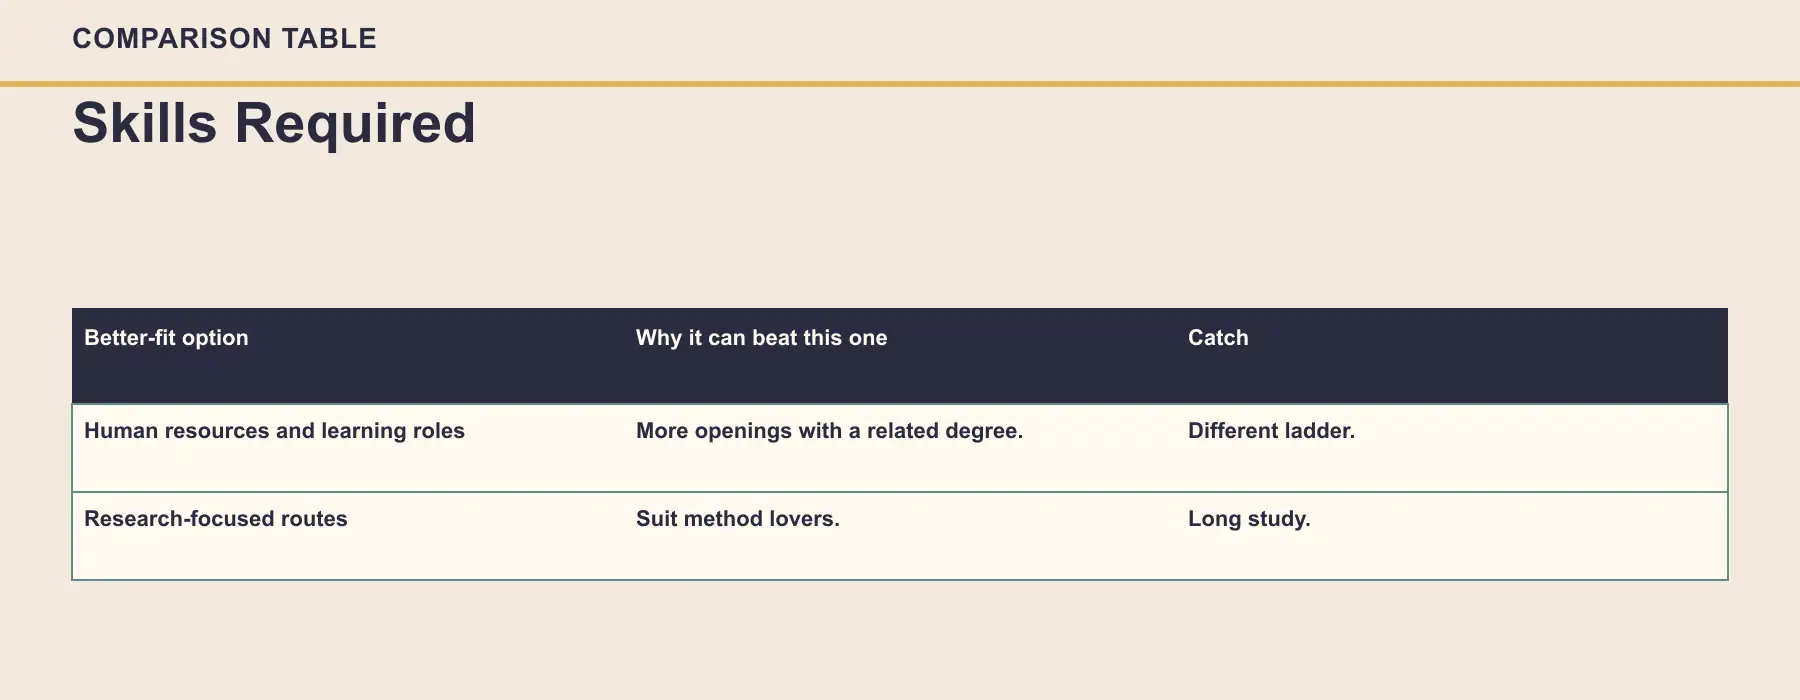 COMPARISON TABLE
Skills Required
Better-fit option Why it can beat this one Catch
Human resources and learning roles More openings with a related degree. Different ladder.
Research-focused routes Suit method lovers. Long study.